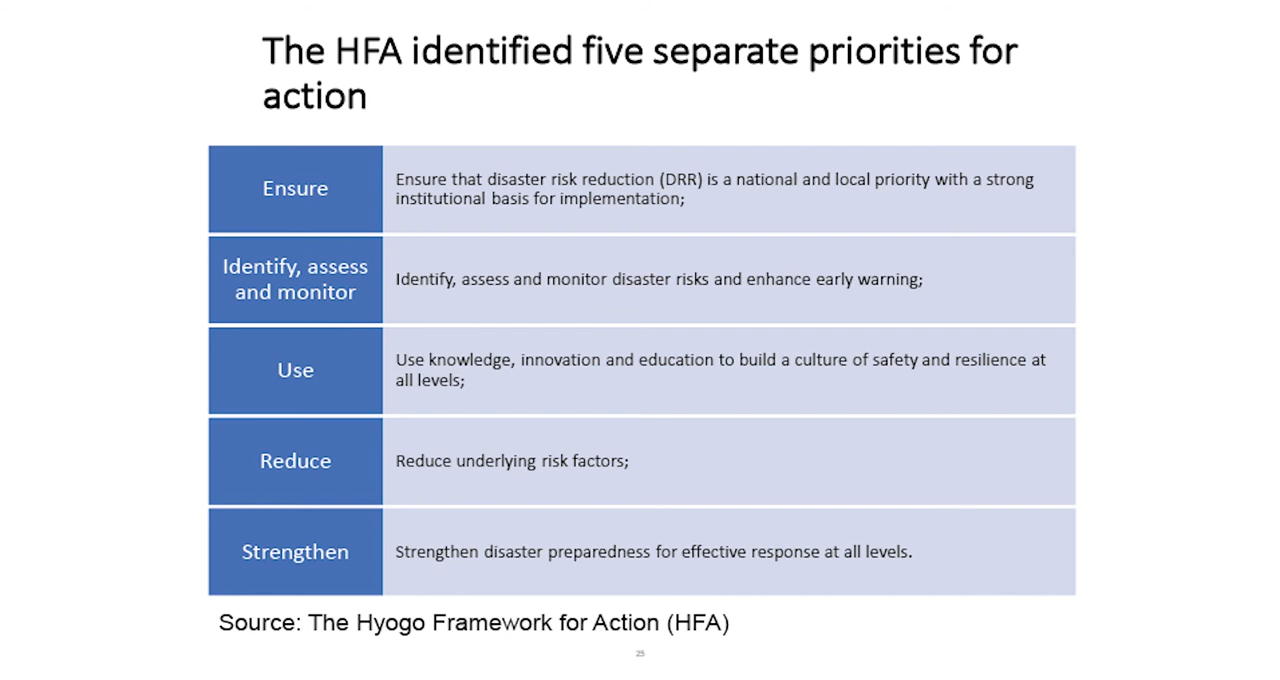 The HFA identified five separate priorities for
action
Ensure
Ensure that disaster risk reduction (DRR) is a national and local priority with a strong
institutional basis for implementation;
Identify, assess
and monitor
Identify, assess and monitor disaster risks and enhance early warning;
Use
Use knowledge, innovation and education to build a culture of safety and resilience at
all levels;
Reduce
Reduce underlying risk factors;
Strengthen
Strengthen disaster preparedness for effective response at all levels.
Source: The Hyogo Framework for Action (HFA)
25